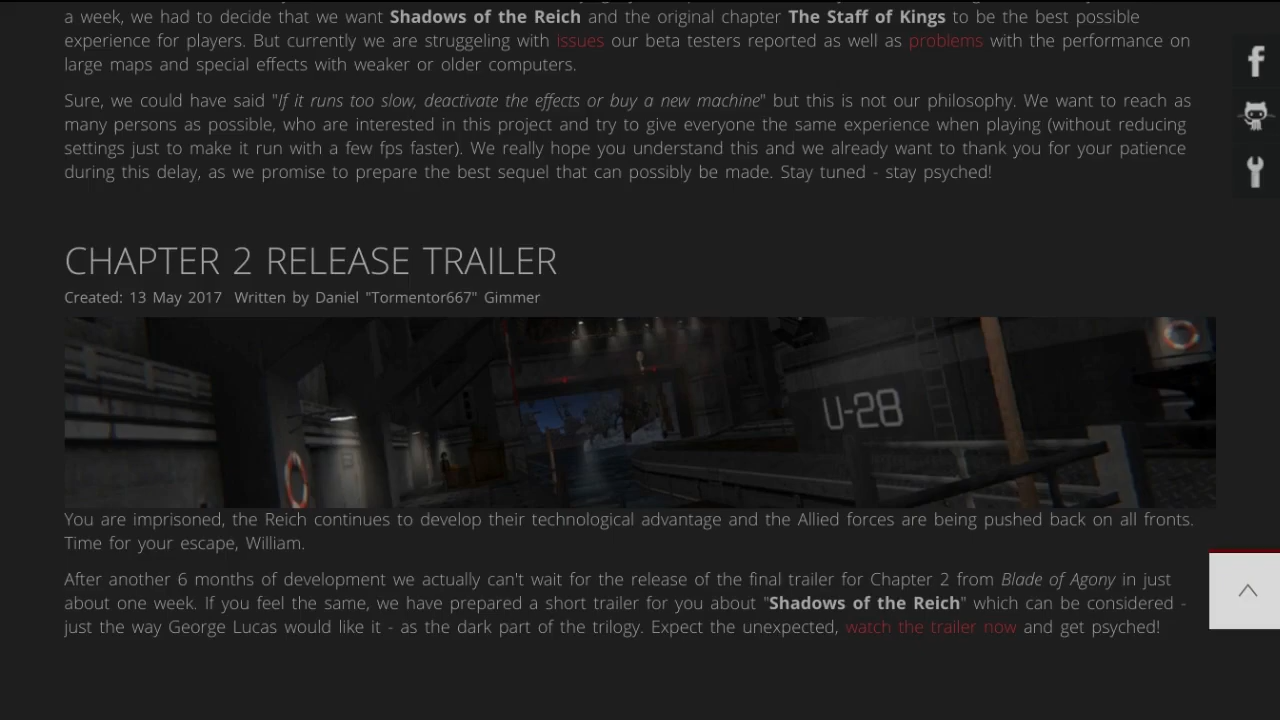 a week, we had to decide that we want Shadows of the Reich and the original chapter The Staff of Kings to be the best possible
experience for players. But currently we are struggling with issues our beta testers reported as well as problems with the performance on
large maps and special effects with weaker or older computers.
Sure, we could have said "If it runs too slow, deactivate the effects or buy a new machine" but this is not our philosophy. We want to reach as
many persons as possible, who are interested in this project and try to give everyone the same experience when playing (without reducing
settings just to make it run with a few fps faster). We really hope you understand this and we already want to thank you for your patience
during this delay, as we promise to prepare the best sequel that can possibly be made. Stay tuned - stay psyched!
CHAPTER 2 RELEASE TRAILER
Created: 13 May 2017 Written by Daniel "Tormentor667" Gimmer
U-28
You are imprisoned, the Reich continues to develop their technological advantage and the Allied forces are being pushed back on all fronts.
Time for your escape, William.
After another 6 months of development we actually can't wait for the release of the final trailer for Chapter 2 from Blade of Agony in just
about one week. If you feel the same, we have prepared a short trailer for you about "Shadows of the Reich" which can be considered -
just the way George Lucas would like it - as the dark part of the trilogy. Expect the unexpected, watch the trailer now and get psyched!